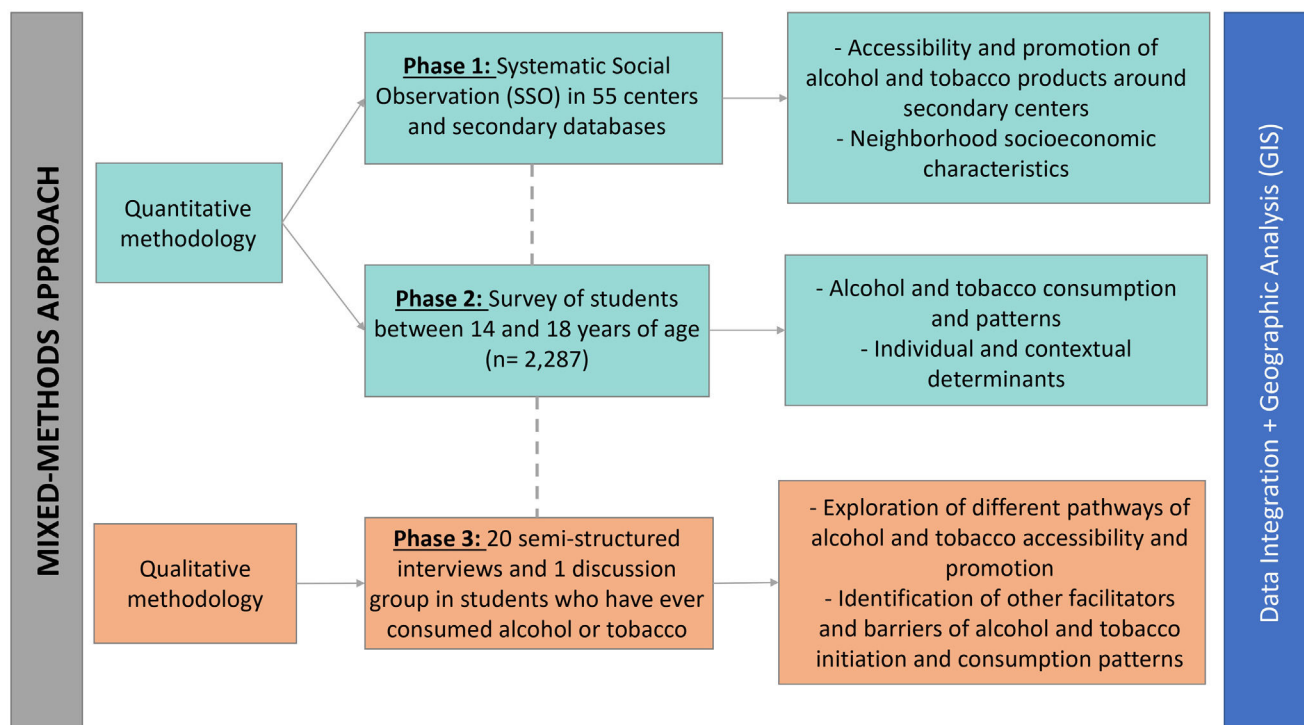 MIXED-METHODS APPROACH
Quantitative
methodology
Phase 1: Systematic Social
Observation (SSO) in 55 centers
and secondary databases
- Accessibility and promotion of
alcohol and tobacco products around
secondary centers
- Neighborhood socioeconomic
characteristics
Phase 2: Survey of students
between 14 and 18 years of age
(n= 2,287)
- Alcohol and tobacco consumption
and patterns
- Individual and contextual
determinants
Qualitative
methodology
Phase 3: 20 semi-structured
interviews and 1 discussion
group in students who have ever
consumed alcohol or tobacco
- Exploration of different pathways of
alcohol and tobacco accessibility and
promotion
- Identification of other facilitators
and barriers of alcohol and tobacco
initiation and consumption patterns
Data Integration + Geographic Analysis (GIS)